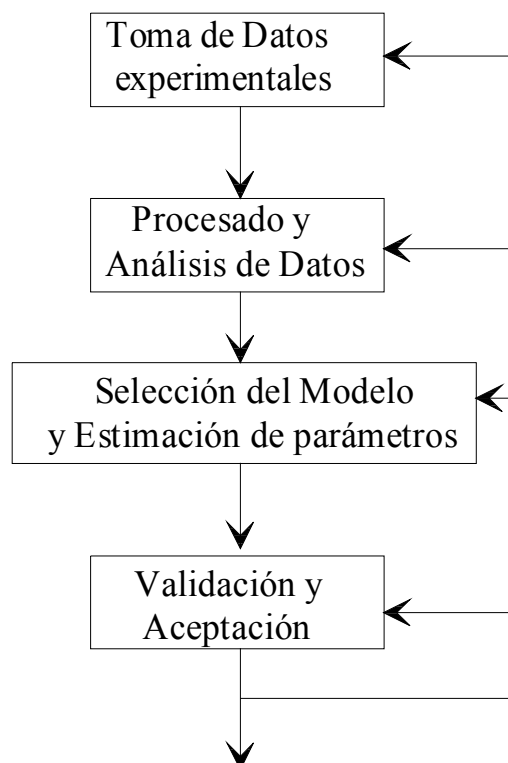 Toma de Datos
experimentales
Procesado y
Análisis de Datos
Selección del Modelo
y Estimación de parámetros
Validación y
Aceptación